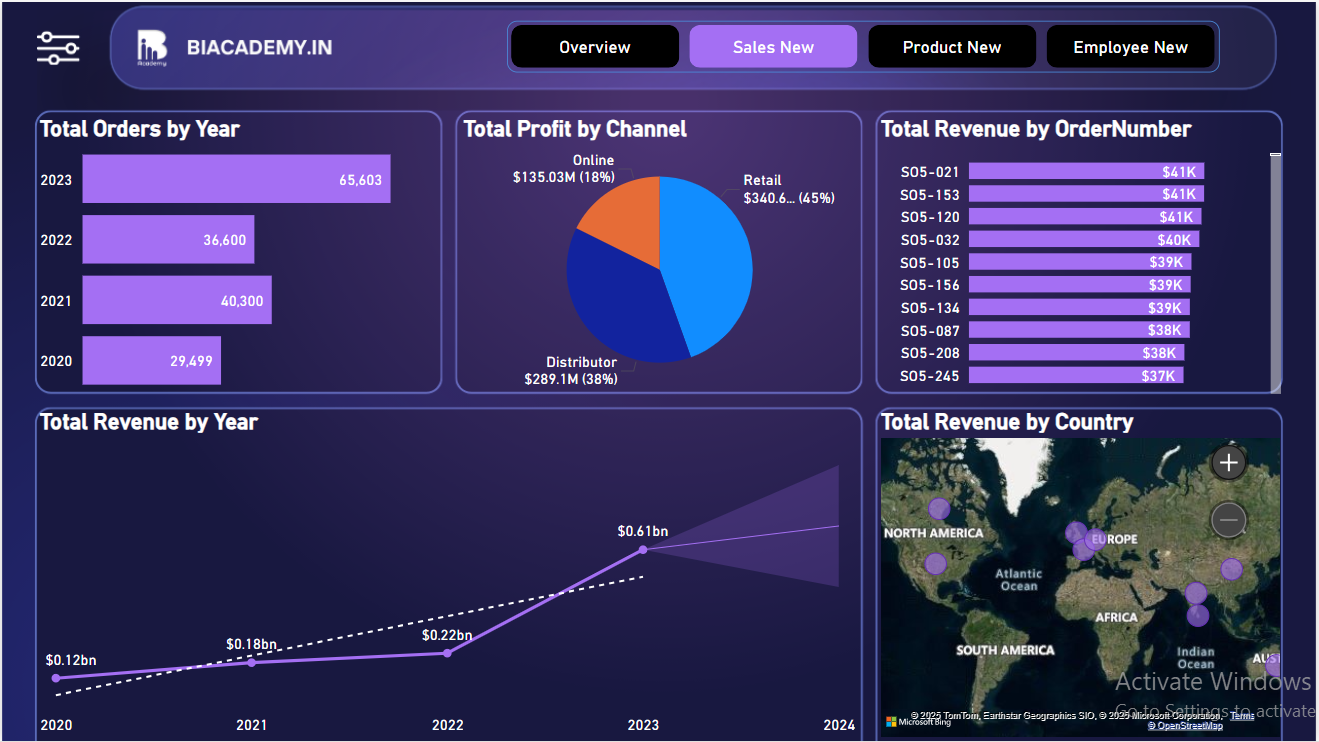 BIACADEMY.IN
Academy
Overview
Sales New
Product New
Employee New
Total Orders by Year
2023
65,603
2022
36,600
2021
40,300
2020
29,499
Total Profit by Channel
Online
$135.03M (18%)
Retail
$340.6... (45%)
Distributor
$289.1M (38%)
Total Revenue by OrderNumber
SO5-021 $41K
SO5-153 $41K
SO5-120 $41K
SO5-032 $40K
SO5-105 $39K
SO5-156 $39K
SO5-134 $39K
SO5-087 $38K
SO5-208 $38K
SO5-245 $37K
Total Revenue by Year
$0.12bn
$0.18bn
$0.22bn
$0.61bn
2020 2021 2022 2023 2024
Total Revenue by Country
NORTH AMERICA
EUROPE
Atlantic
Ocean
AFRICA
SOUTH AMERICA
Indian
Ocean
AUS
Activate Windows
Go to Settings to activate
Microsoft Bing
© 2025 TomTom, Earthstar Geographics SIO, © 2025 Microsoft Corporation, Terms
© OpenStreetMap